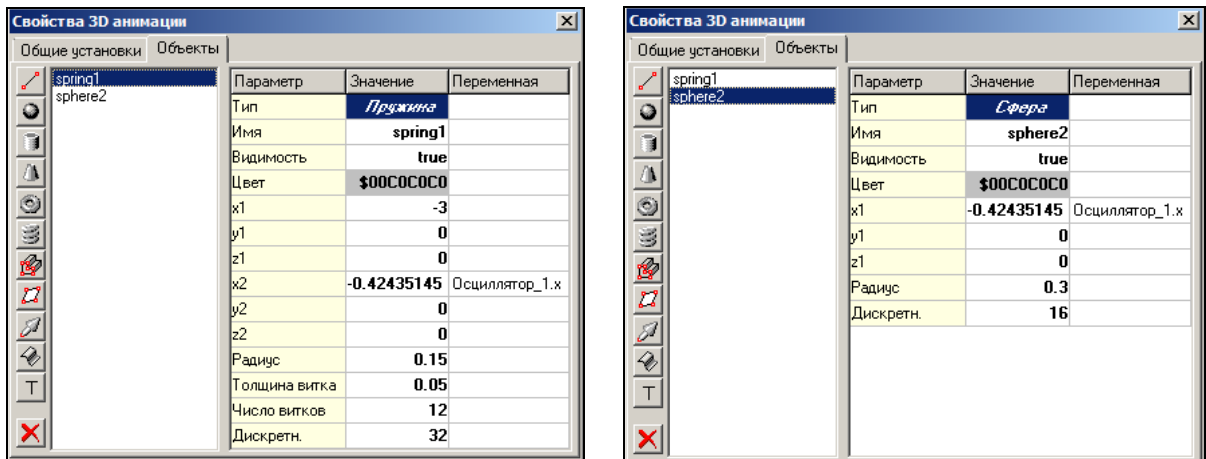 Свойства 3D анимации
Общие установки Объекты
spring1
sphere2
Параметр Значение Переменная
Тип Пружина
Имя spring1
Видимость true
Цвет $00C0C0C0
x1 -3
y1 0
z1 0
x2 -0.42435145 Осциллятор_1.x
y2 0
z2 0
Радиус 0.15
Толщина витка 0.05
Число витков 12
Дискретн. 32
T
Свойства 3D анимации
Общие установки Объекты
spring1
sphere2
Параметр Значение Переменная
Тип Сфера
Имя sphere2
Видимость true
Цвет $00C0C0C0
x1 -0.42435145 Осциллятор_1.x
y1 0
z1 0
Радиус 0.3
Дискретн. 16
T